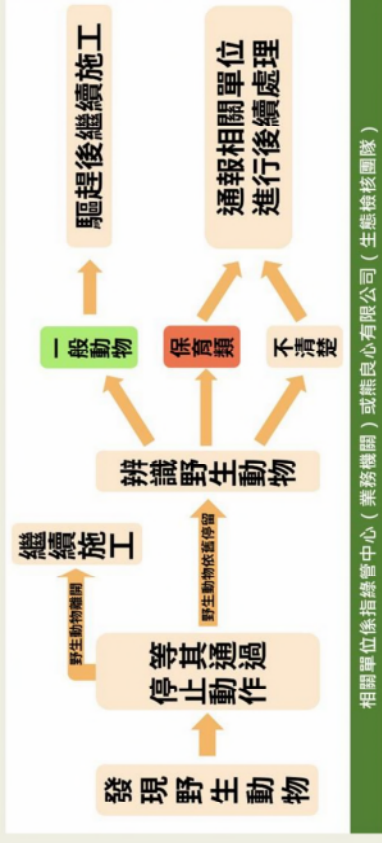 發現野生動物
停止動作
等其通過
野生動物離開
繼續施工
野生動物依舊停留
辨識野生動物
一般動物
保育類
不清楚
驅趕後繼續施工
通報相關單位
進行後續處理
相關單位係指綠管中心（業務機關）或熊良心有限公司（生態檢核團隊）